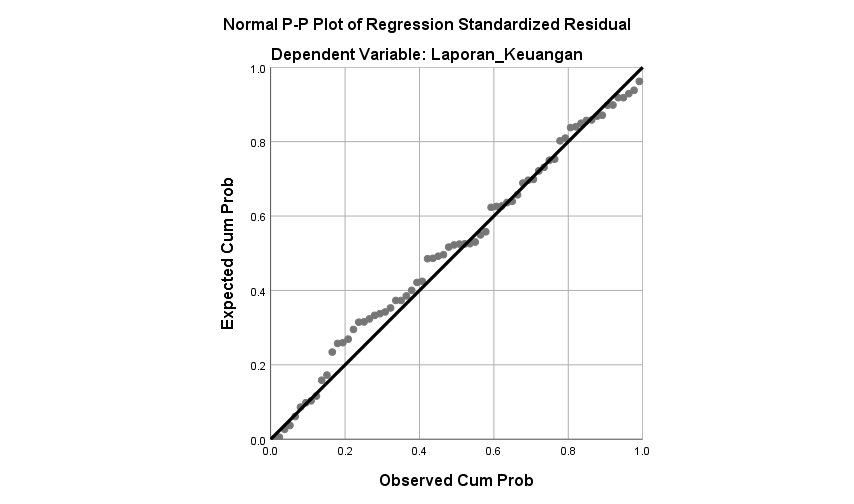 Normal P-P Plot of Regression Standardized Residual
Dependent Variable: Laporan_Keuangan
1.0
0.8
0.6
0.4
0.2
0.0
Expected Cum Prob
0.0 0.2 0.4 0.6 0.8 1.0
Observed Cum Prob